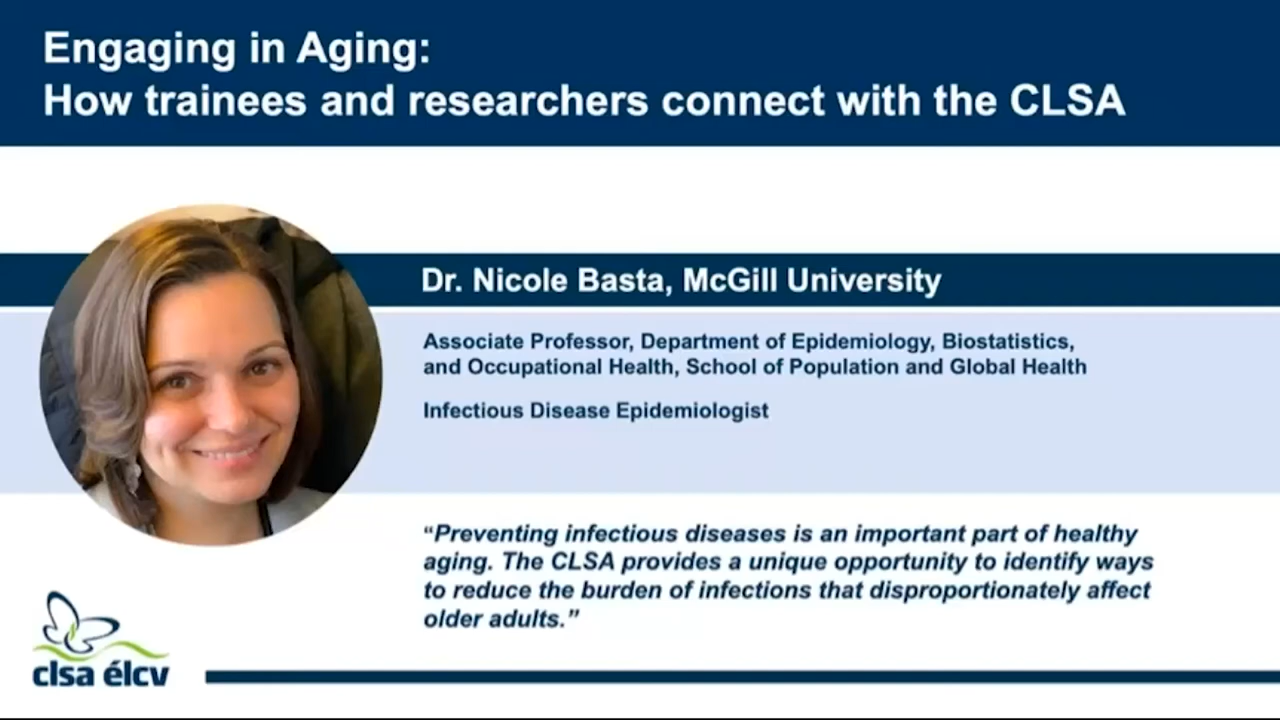 Engaging in Aging:
How trainees and researchers connect with the CLSA
Dr. Nicole Basta, McGill University
Associate Professor, Department of Epidemiology, Biostatistics,
and Occupational Health, School of Population and Global Health
Infectious Disease Epidemiologist
“Preventing infectious diseases is an important part of healthy
aging. The CLSA provides a unique opportunity to identify ways
to reduce the burden of infections that disproportionately affect
older adults.”
clsa élcv